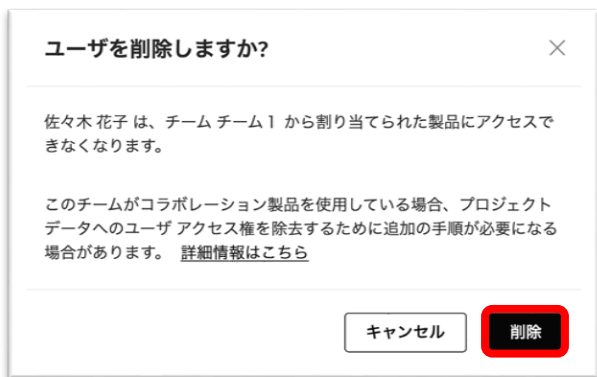 ユーザを削除しますか?
佐々木 花子 は、チーム チーム１ から割り当てられた製品にアクセスで
きなくなります。
このチームがコラボレーション製品を使用している場合、プロジェクト
データへのユーザ アクセス権を除去するために追加の手順が必要になる
場合があります。 詳細情報はこちら
キャンセル 削除